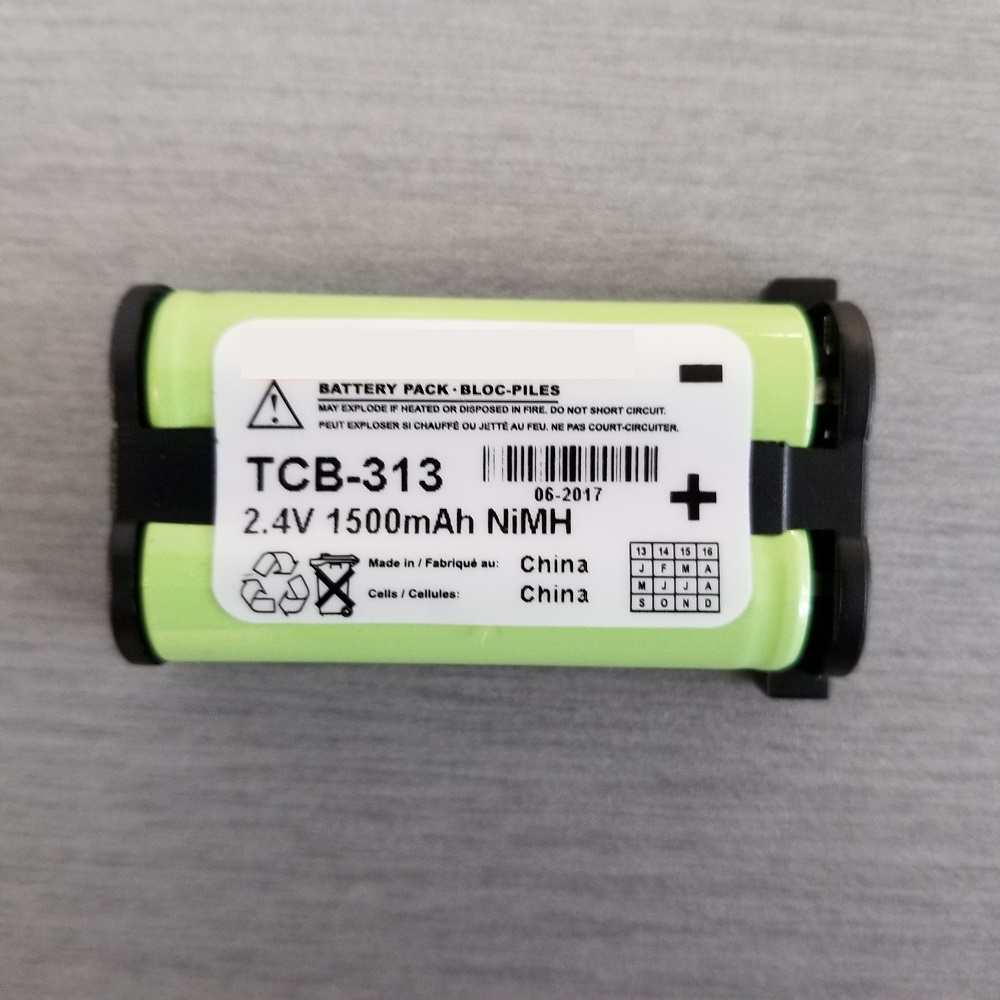 BATTERY PACK · BLOC-PILES
MAY EXPLODE IF HEATED OR DISPOSED IN FIRE. DO NOT SHORT CIRCUIT.
PEUT EXPLOSER SI CHAUFFÉ OU JETTÉ AU FEU. NE PAS COURT-CIRCUITER.
TCB-313
06-2017
2.4V 1500mAh NiMH
Made in / Fabriqué au: China
Cells / Cellules: China
13 14 15 16
J F M A
M J J A
S O N D
- 
+